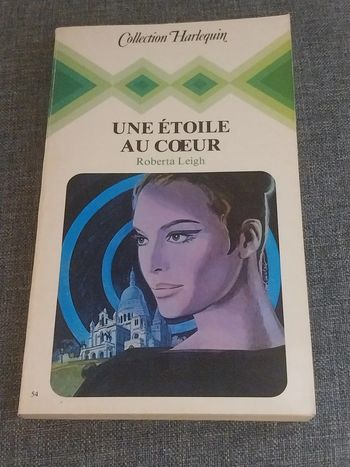 Collection Harlequin
UNE ÉTOILE
AU CŒUR
Roberta Leigh
54